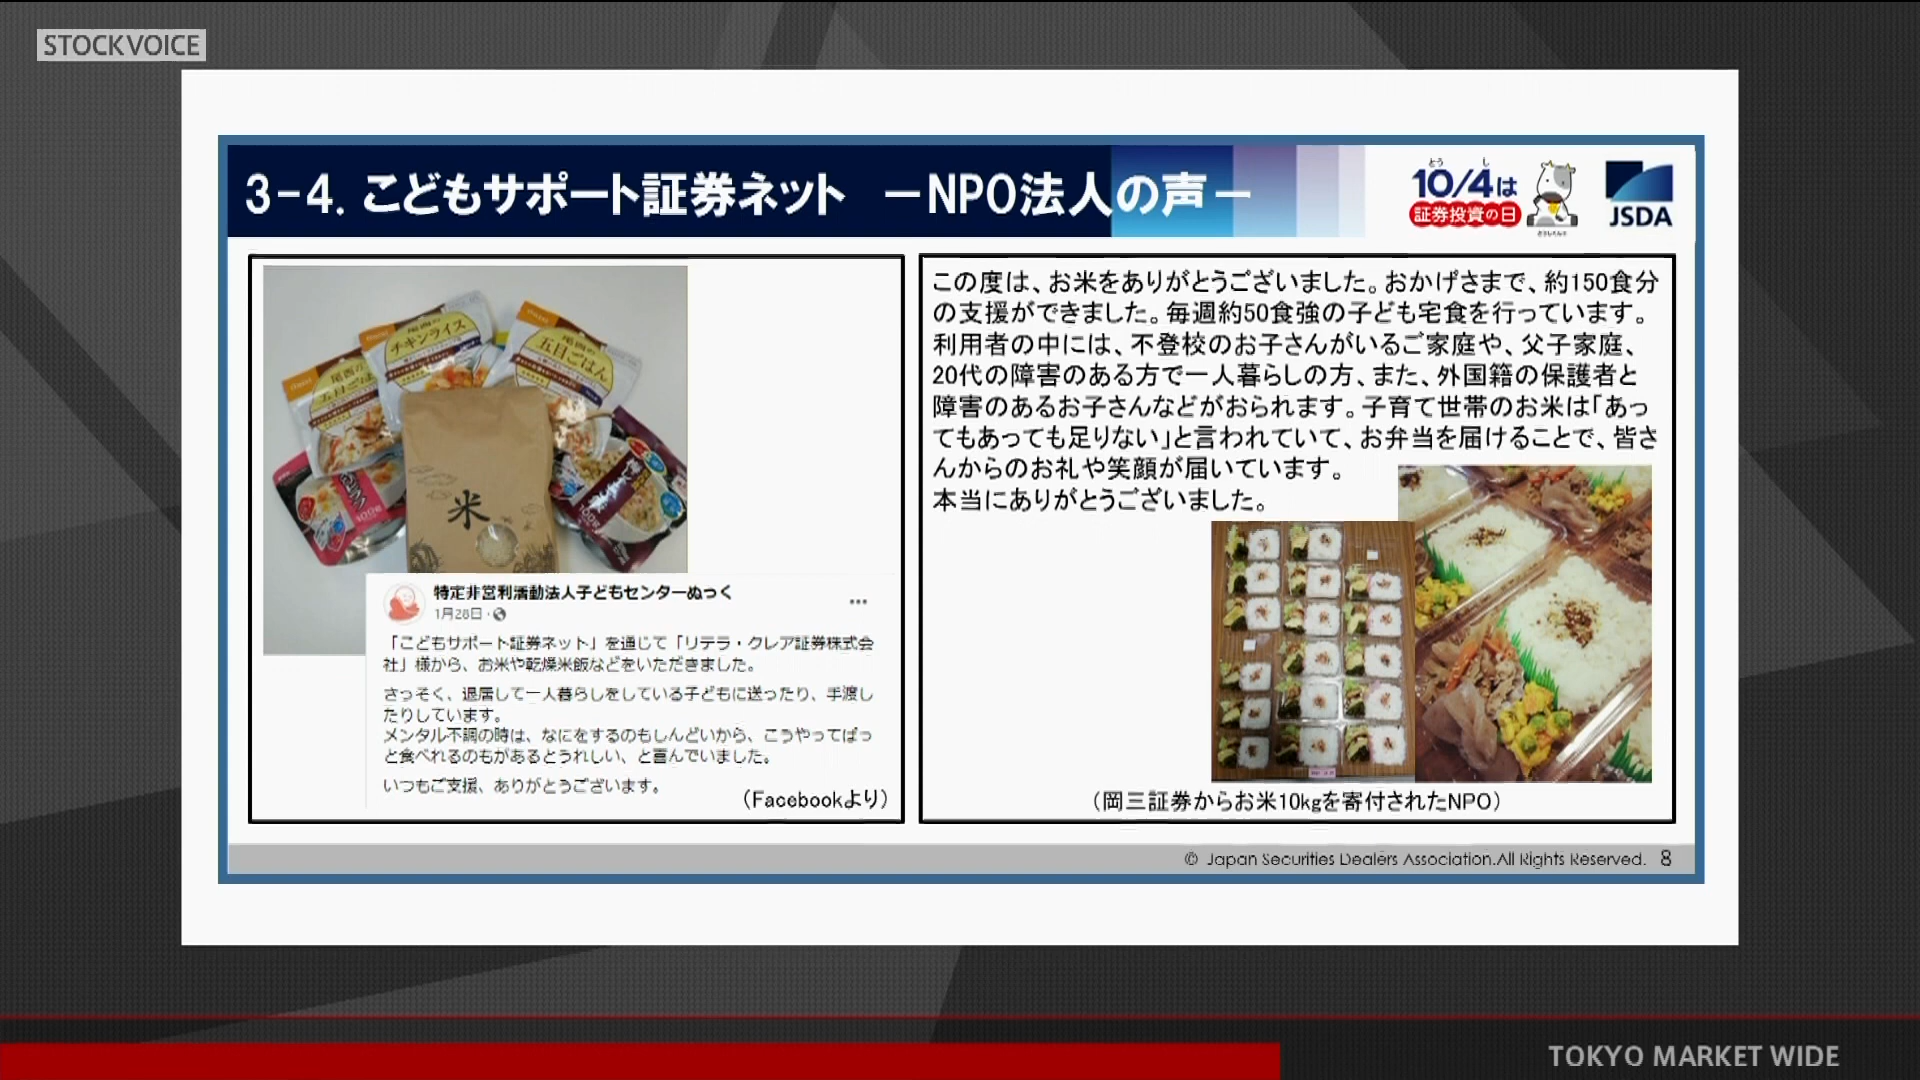 STOCKVOICE
3-4. こどもサポート証券ネット －NPO法人の声－
とう し
10/4は
証券投資の日
JSDA
尾西の
チキンライス
尾西の
五目ごはん
米
特定非営利活動法人子どもセンターぬっく
1月28日
「こどもサポート証券ネット」を通じて「リテラ・クレア証券株式会
社」様から、お米や乾燥米飯などをいただきました。
さっそく、退居して一人暮らしをしている子どもに送ったり、手渡し
たりしています。
メンタル不調の時は、なにをするのもしんどいから、こうやってぱっ
と食べれるのもがあるとうれしい、と喜んでいました。
いつもご支援、ありがとうございます。
（Facebookより）
この度は、お米をありがとうございました。おかげさまで、約150食分
の支援ができました。毎週約50食強の子ども宅食を行っています。
利用者の中には、不登校のお子さんがいるご家庭や、父子家庭、
20代の障害のある方で一人暮らしの方、また、外国籍の保護者と
障害のあるお子さんなどがおられます。子育て世帯のお米は「あっ
てもあっても足りない」と言われていて、お弁当を届けることで、皆さ
んからのお礼や笑顔が届いています。
本当にありがとうございました。
（岡三証券からお米10kgを寄付されたNPO）
© Japan Securities Dealers Association.All Rights Reserved. 8
TOKYO MARKET WIDE